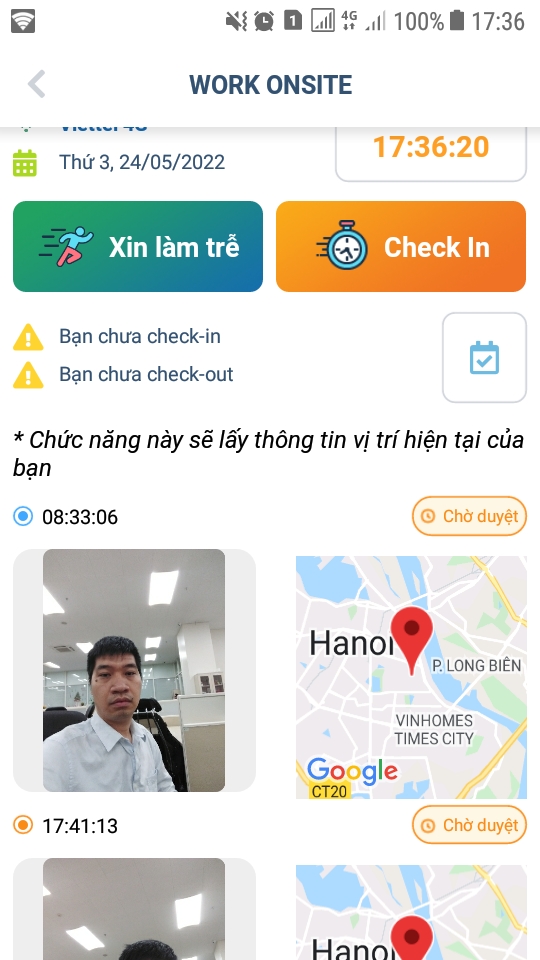 4G 100% 17:36
1
WORK ONSITE
Viettel 4G
17:36:20
Thứ 3, 24/05/2022
Xin làm trễ
Check In
Bạn chưa check-in
Bạn chưa check-out
* Chức năng này sẽ lấy thông tin vị trí hiện tại của
bạn
08:33:06
Chờ duyệt
Hanoi
P. LONG BIÊN
VINHOMES
TIMES CITY
Google
CT20
17:41:13
Chờ duyệt
Hanoi